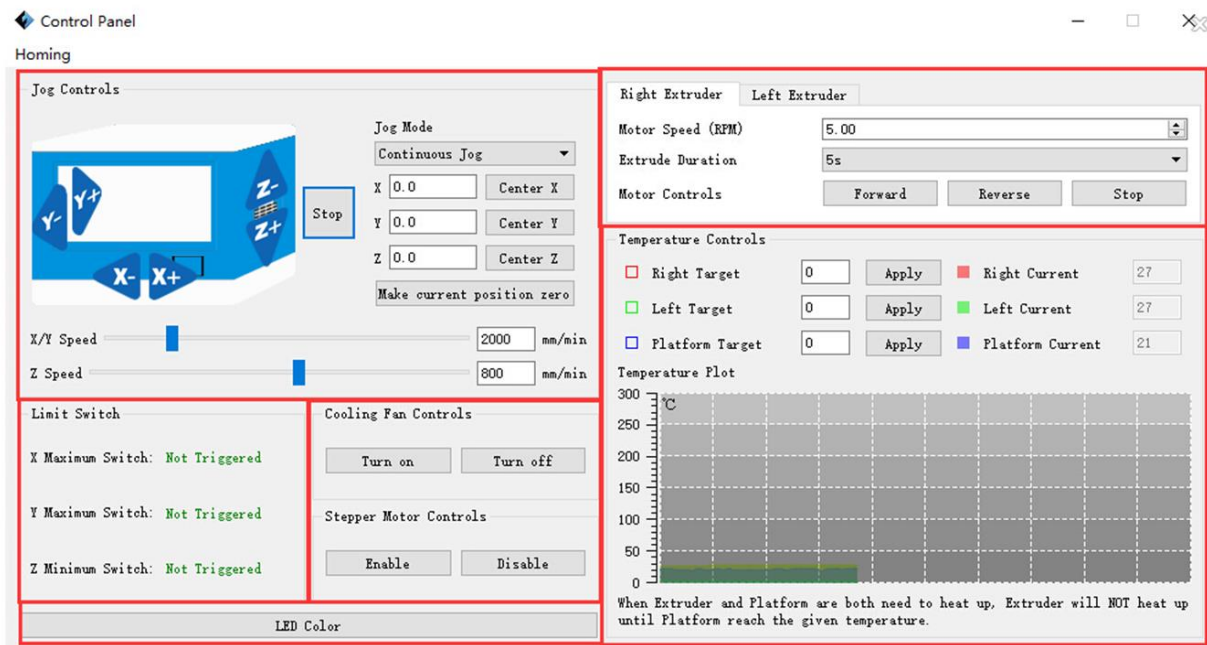 Control Panel
Homing
Jog Controls
Jog Mode
Continuous Jog
Y- Y+ Z- Z+ X- X+
Stop
X 0.0 Center X
Y 0.0 Center Y
Z 0.0 Center Z
Make current position zero
X/Y Speed 2000 mm/min
Z Speed 800 mm/min
Right Extruder Left Extruder
Motor Speed (RPM) 5.00
Extrude Duration 5s
Motor Controls Forward Reverse Stop
Limit Switch
X Maximum Switch: Not Triggered
Y Maximum Switch: Not Triggered
Z Minimum Switch: Not Triggered
Cooling Fan Controls
Turn on Turn off
Stepper Motor Controls
Enable Disable
LED Color
Temperature Controls
Right Target 0 Apply Right Current 27
Left Target 0 Apply Left Current 27
Platform Target 0 Apply Platform Current 21
Temperature Plot
300 °C
250
200
150
100
50
0
When Extruder and Platform are both need to heat up, Extruder will NOT heat up
until Platform reach the given temperature.